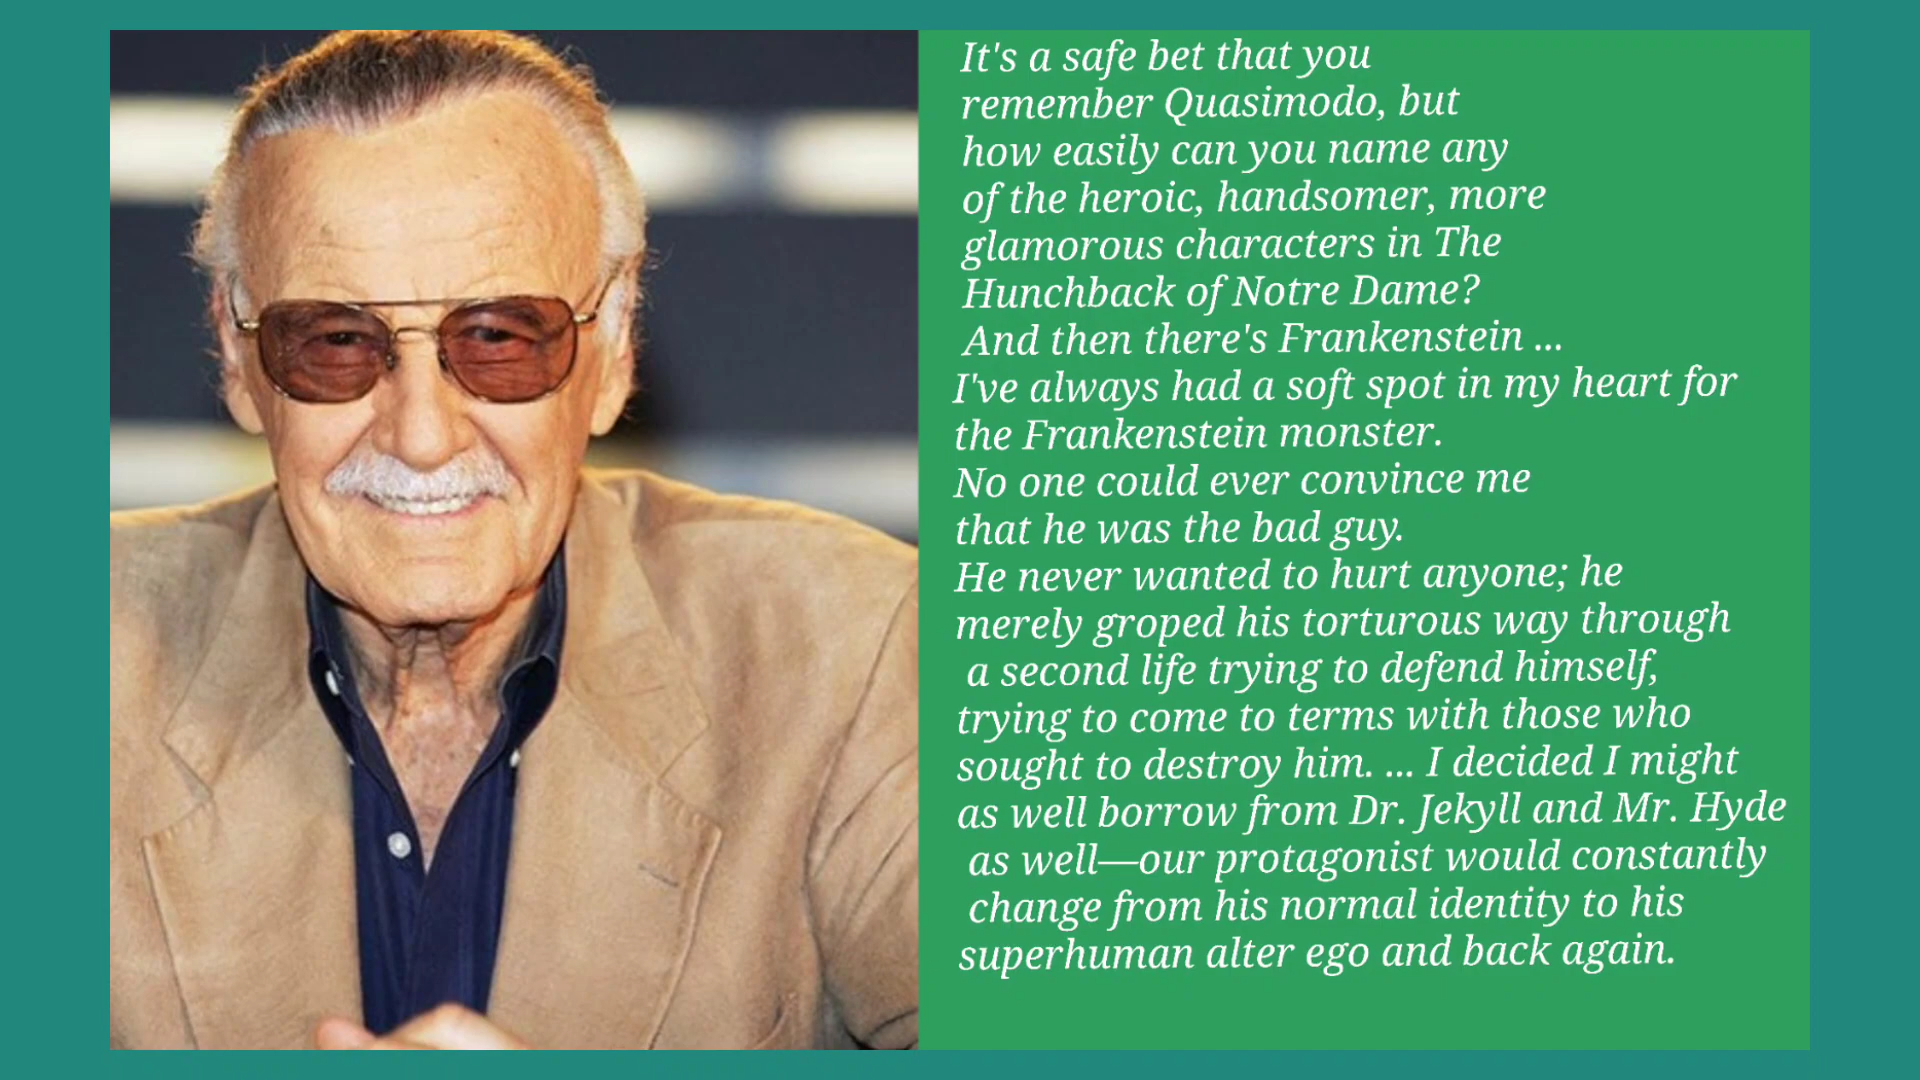 It's a safe bet that you
remember Quasimodo, but
how easily can you name any
of the heroic, handsomer, more
glamorous characters in The
Hunchback of Notre Dame?
And then there's Frankenstein ...
I've always had a soft spot in my heart for
the Frankenstein monster.
No one could ever convince me
that he was the bad guy.
He never wanted to hurt anyone; he
merely groped his torturous way through
a second life trying to defend himself,
trying to come to terms with those who
sought to destroy him. ... I decided I might
as well borrow from Dr. Jekyll and Mr. Hyde
as well—our protagonist would constantly
change from his normal identity to his
superhuman alter ego and back again.